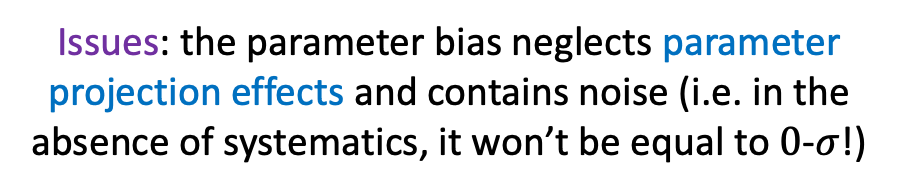 Issues: the parameter bias neglects parameter
projection effects and contains noise (i.e. in the
absence of systematics, it won’t be equal to 0-σ!)